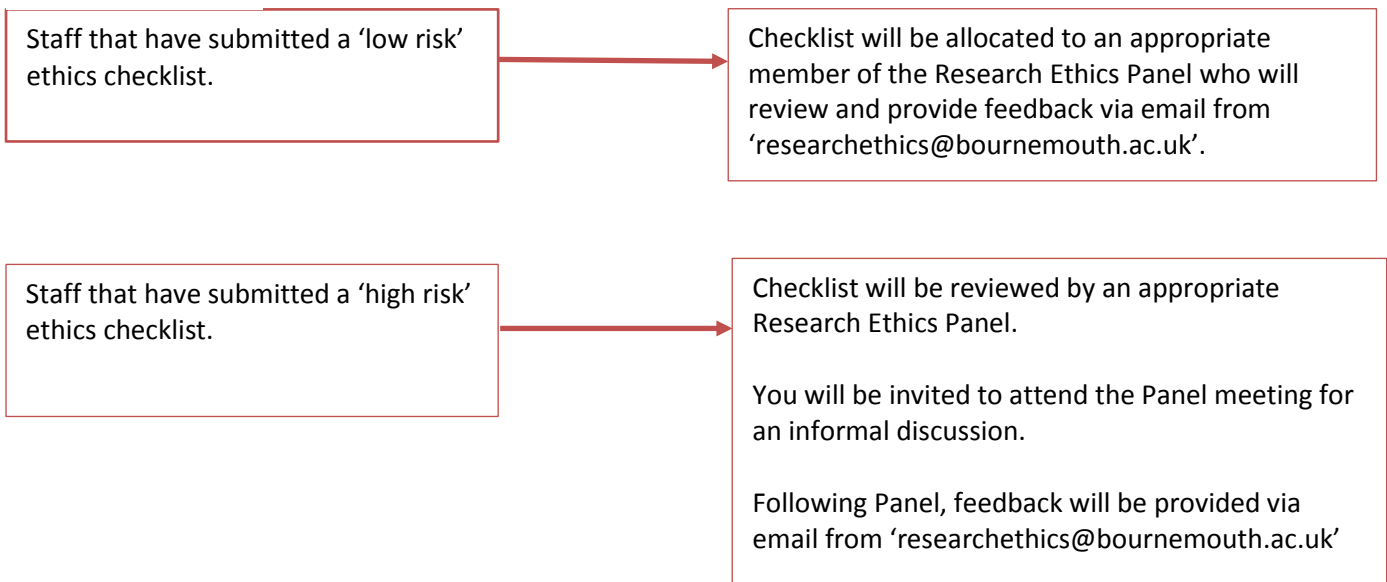 Staff that have submitted a ‘low risk’
ethics checklist.
Checklist will be allocated to an appropriate
member of the Research Ethics Panel who will
review and provide feedback via email from
‘researchethics@bournemouth.ac.uk’.
Staff that have submitted a ‘high risk’
ethics checklist.
Checklist will be reviewed by an appropriate
Research Ethics Panel.
You will be invited to attend the Panel meeting for
an informal discussion.
Following Panel, feedback will be provided via
email from ‘researchethics@bournemouth.ac.uk’